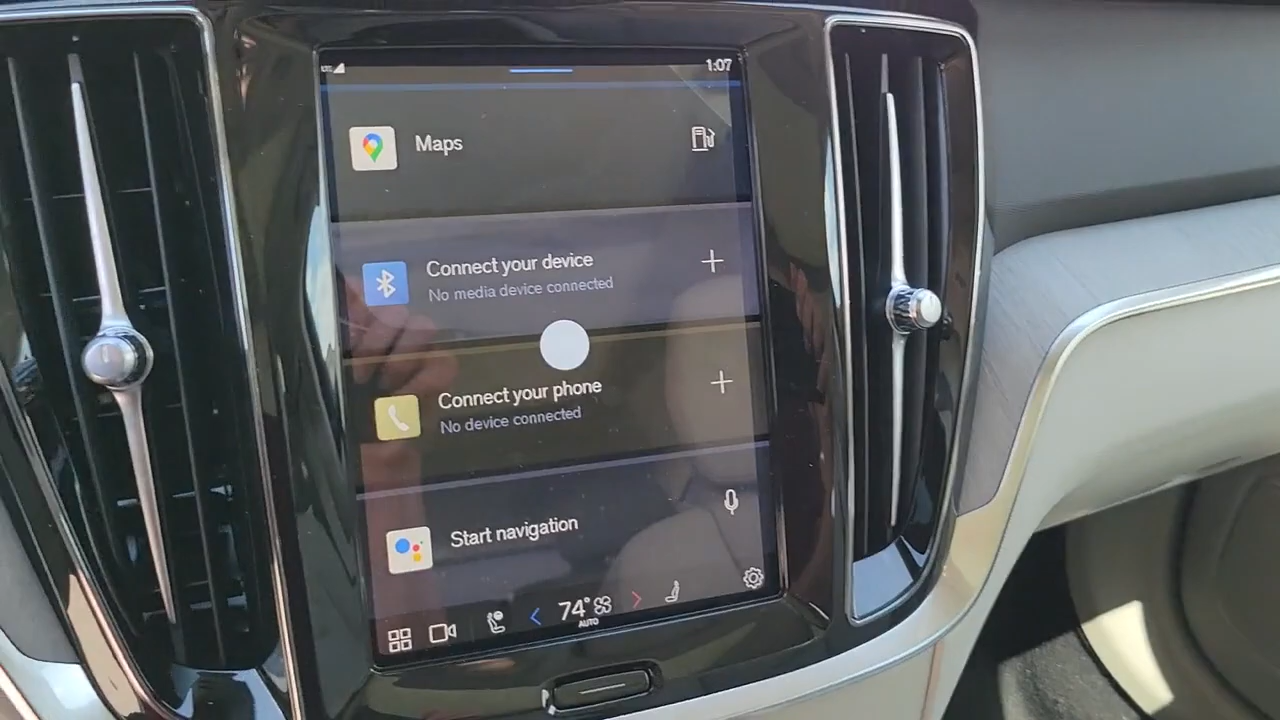 1:07
Maps
Connect your device
No media device connected
Connect your phone
No device connected
Start navigation
74°
AUTO